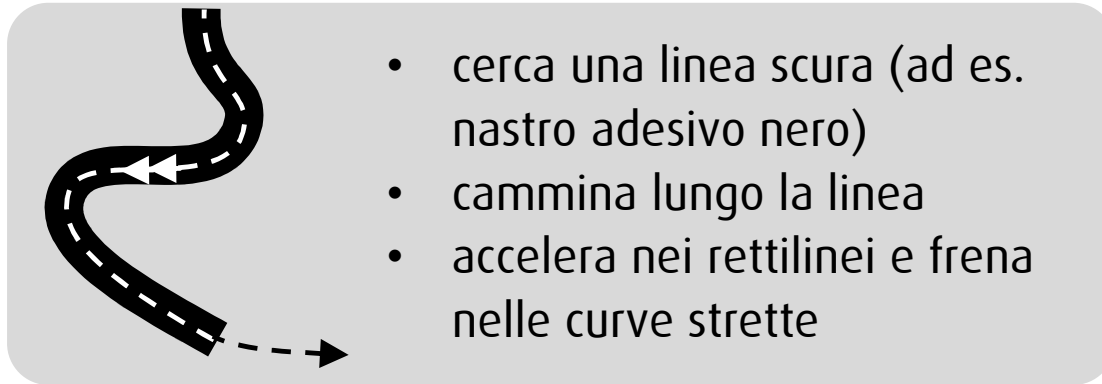 • cerca una linea scura (ad es.
nastro adesivo nero)
• cammina lungo la linea
• accelera nei rettilinei e frena
nelle curve strette